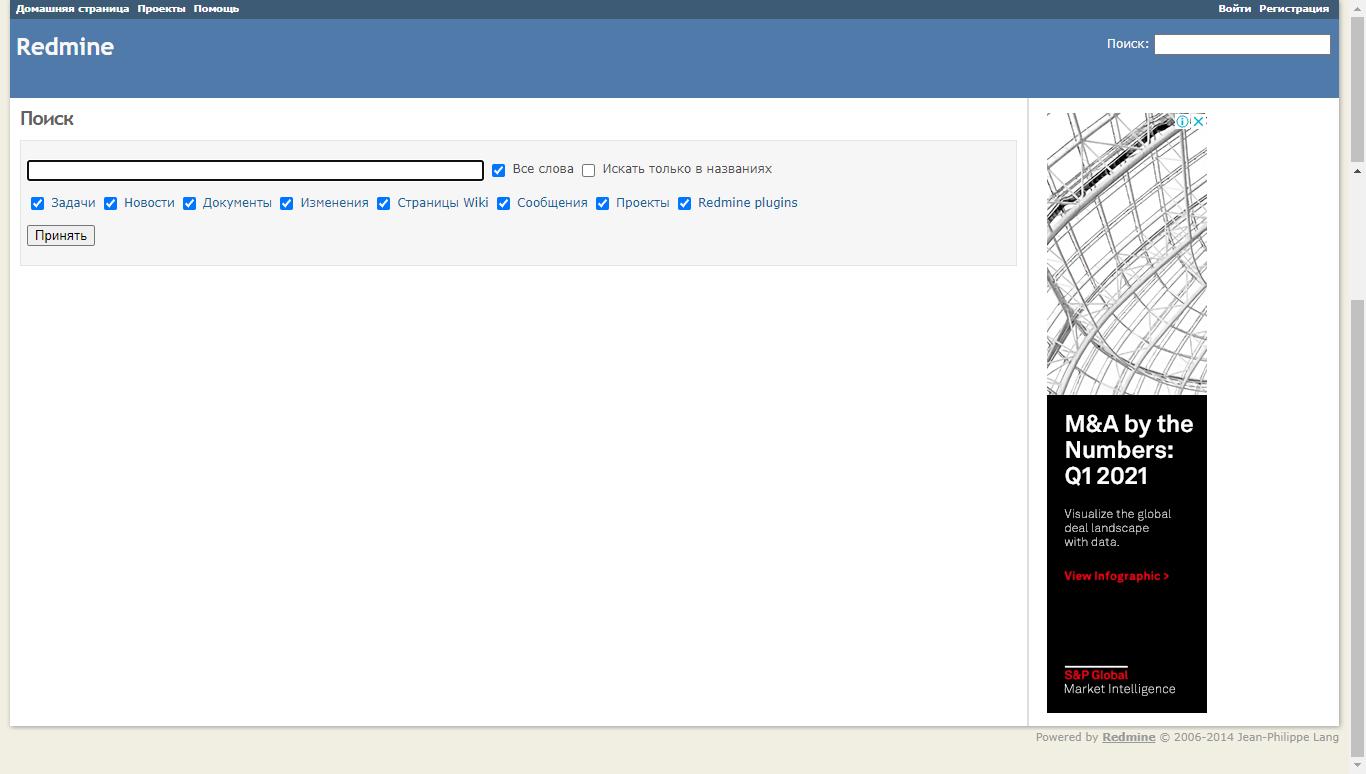 Домашняя страница Проекты Помощь
Войти Регистрация
Redmine
Поиск:
Поиск
Все слова Искать только в названиях
Задачи Новости Документы Изменения Страницы Wiki Сообщения Проекты Redmine plugins
Принять
M&A by the
Numbers:
Q1 2021
Visualize the global
deal landscape
with data.
View Infographic >
S&P Global
Market Intelligence
Powered by Redmine © 2006-2014 Jean-Philippe Lang